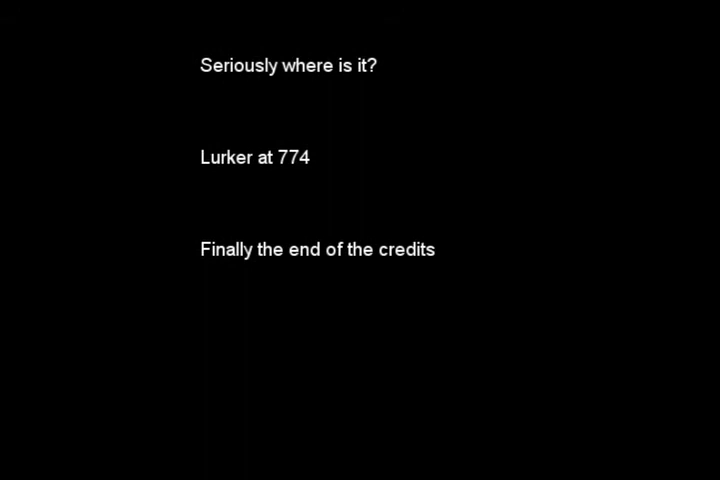 Seriously where is it?
Lurker at 774
Finally the end of the credits